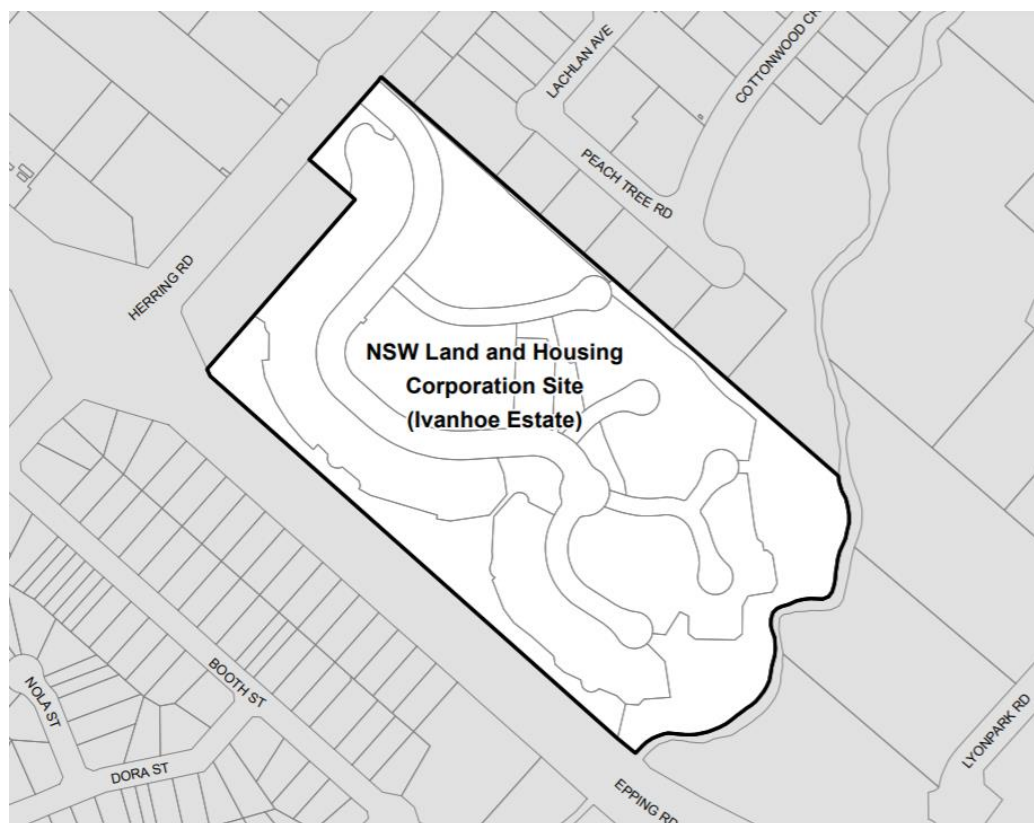 LACHLAN AVE
COTTONWOOD CR
PEACH TREE RD
HERRING RD
NSW Land and Housing
Corporation Site
(Ivanhoe Estate)
NOLA ST
BOOTH ST
DORA ST
LYONPARK RD
EPPING RD